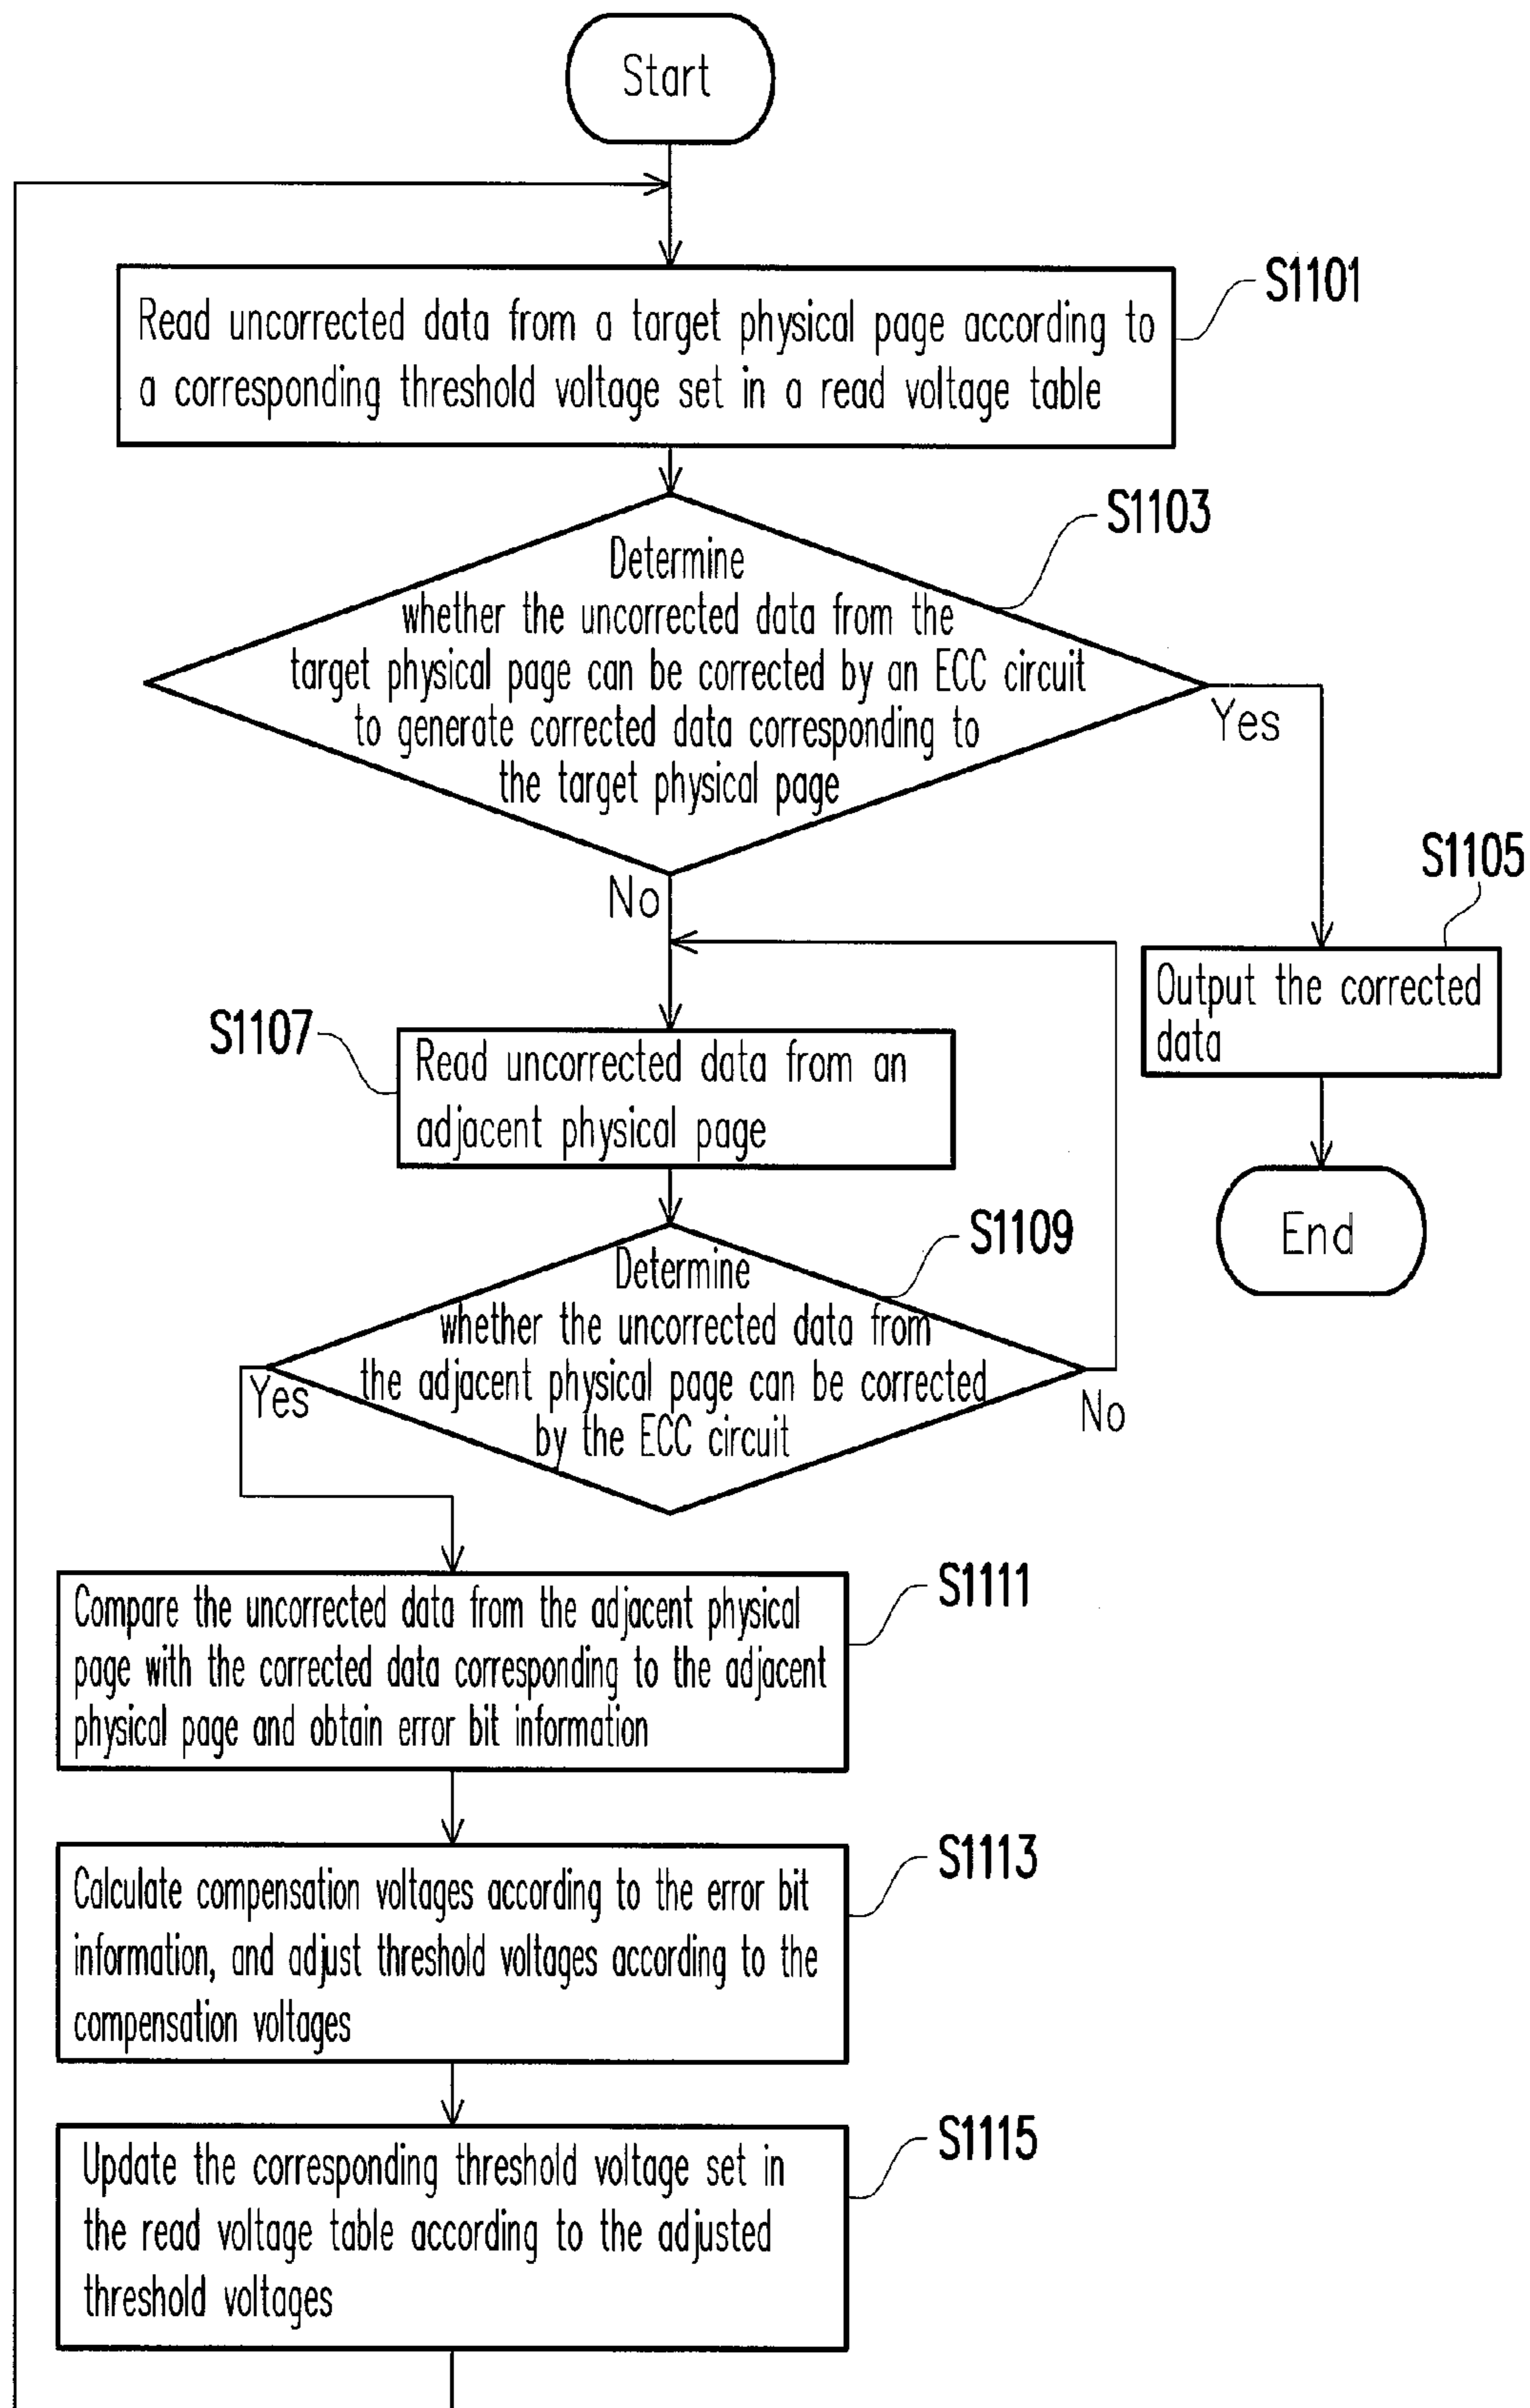 Start
S1101
Read uncorrected data from a target physical page according to
a corresponding threshold voltage set in a read voltage table
S1103
Determine
whether the uncorrected data from the
target physical page can be corrected by an ECC circuit
to generate corrected data corresponding to
the target physical page
Yes
No
S1105
Output the corrected
data
End
S1107
Read uncorrected data from an
adjacent physical page
S1109
Determine
whether the uncorrected data from
the adjacent physical page can be corrected
by the ECC circuit
Yes
No
S1111
Compare the uncorrected data from the adjacent physical
page with the corrected data corresponding to the adjacent
physical page and obtain error bit information
S1113
Calculate compensation voltages according to the error bit
information, and adjust threshold voltages according to the
compensation voltages
S1115
Update the corresponding threshold voltage set in
the read voltage table according to the adjusted
threshold voltages